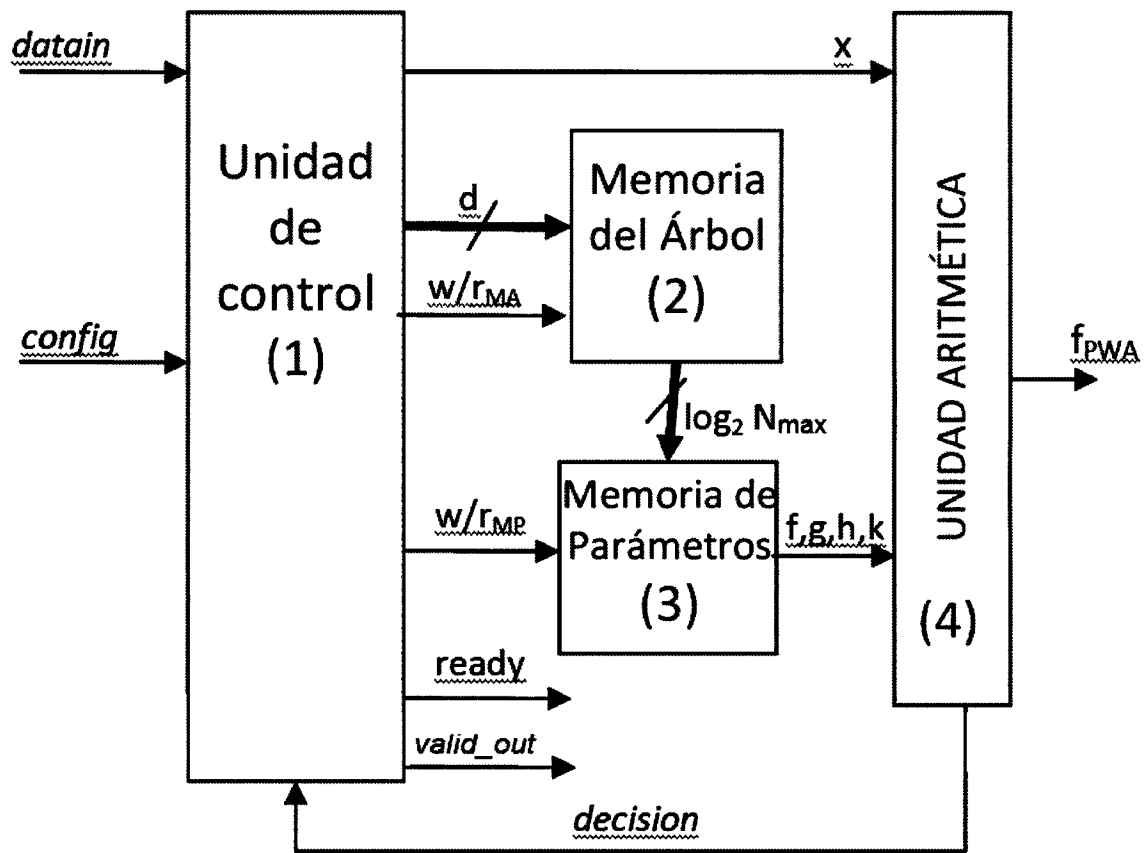 datain
x
Unidad
de
control
(1)
d
w/rMA
Memoria
del Árbol
(2)
config
log2 Nmax
w/rMP
Memoria de
Parámetros
(3)
f,g,h,k
UNIDAD ARITMÉTICA
(4)
fPWA
ready
valid_out
decision